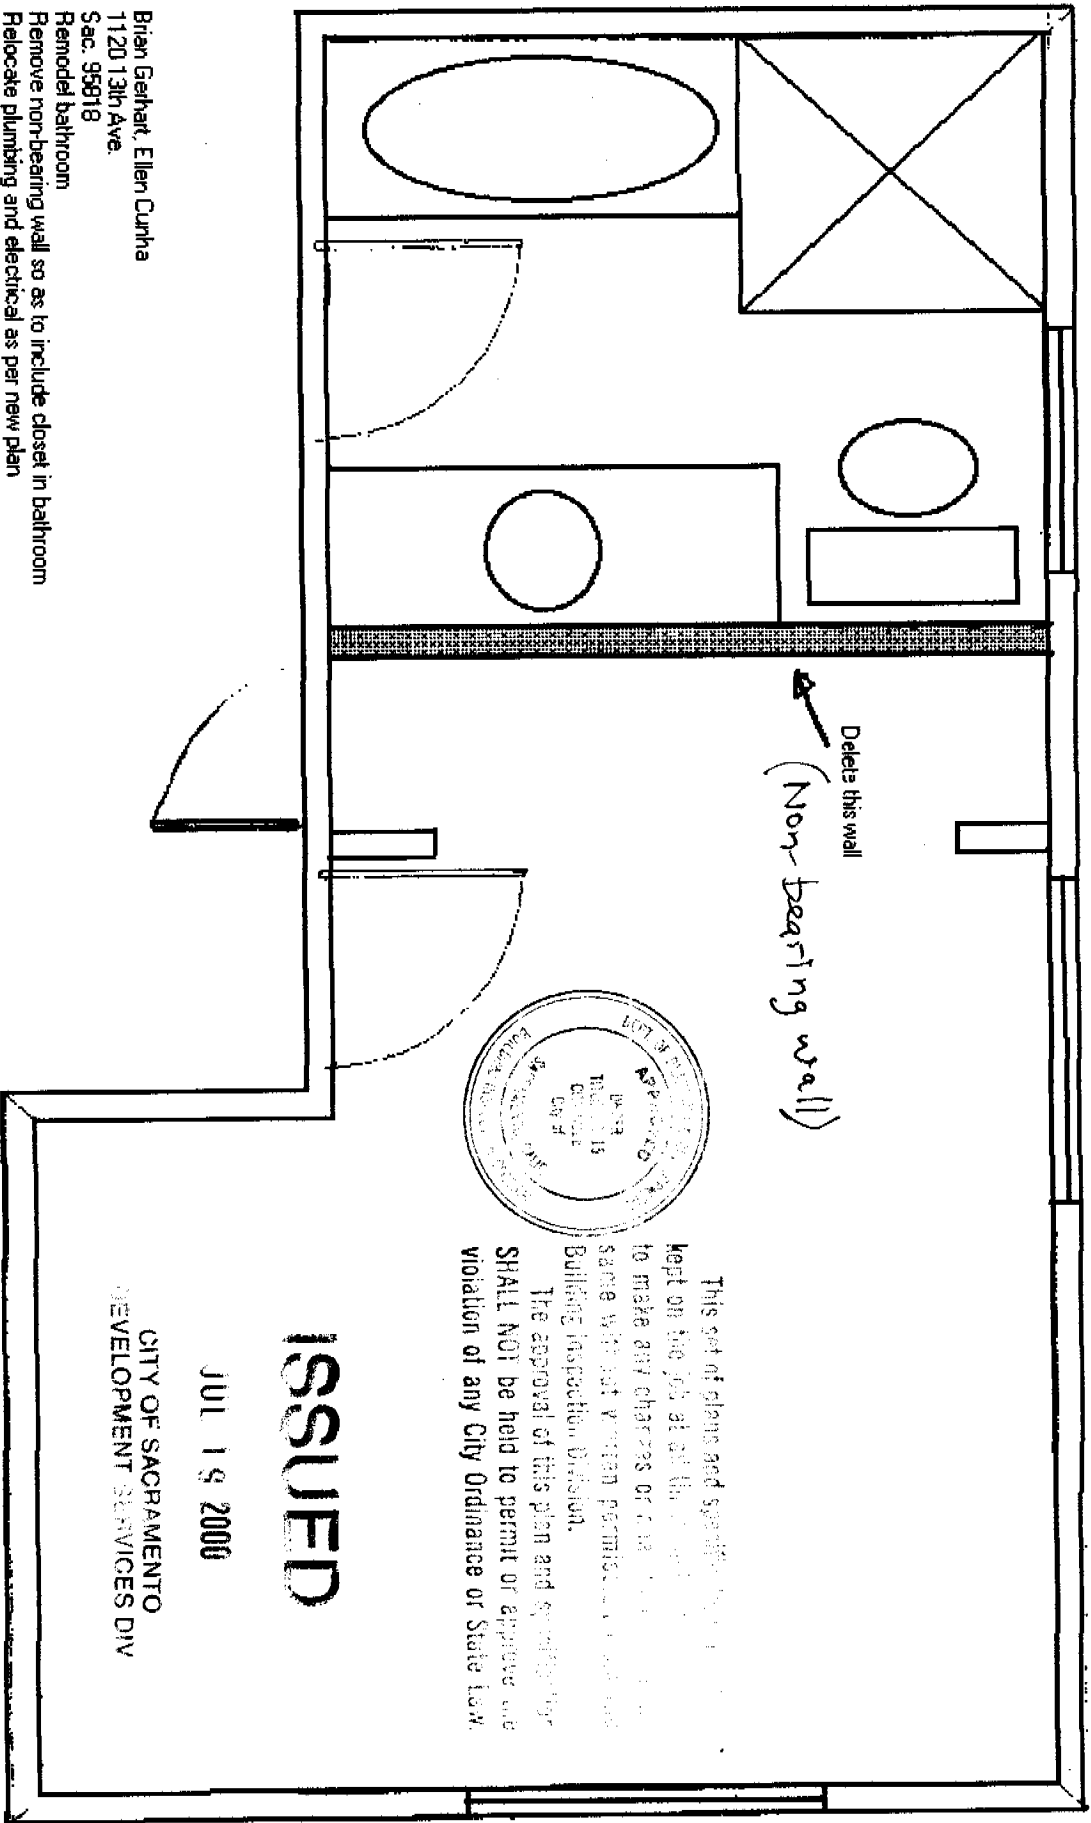 Brian Gerhart, Ellen Cunha
1120 13th Ave.
Sac. 95818
Remodel bathroom
Remove non-bearing wall so as to include closet in bathroom
Relocate plumbing and electrical as per new plan
Delete this wall
(Non-bearing wall)
APPROVED
This set of plans and
kept on the job at all
to make any changes or
same without written
Building Inspection Division.
The approval of this plan and
SHALL NOT be held to permit or approve the
violation of any City Ordinance or State Law.
ISSUED
JUL 19 2000
CITY OF SACRAMENTO
DEVELOPMENT SERVICES DIV